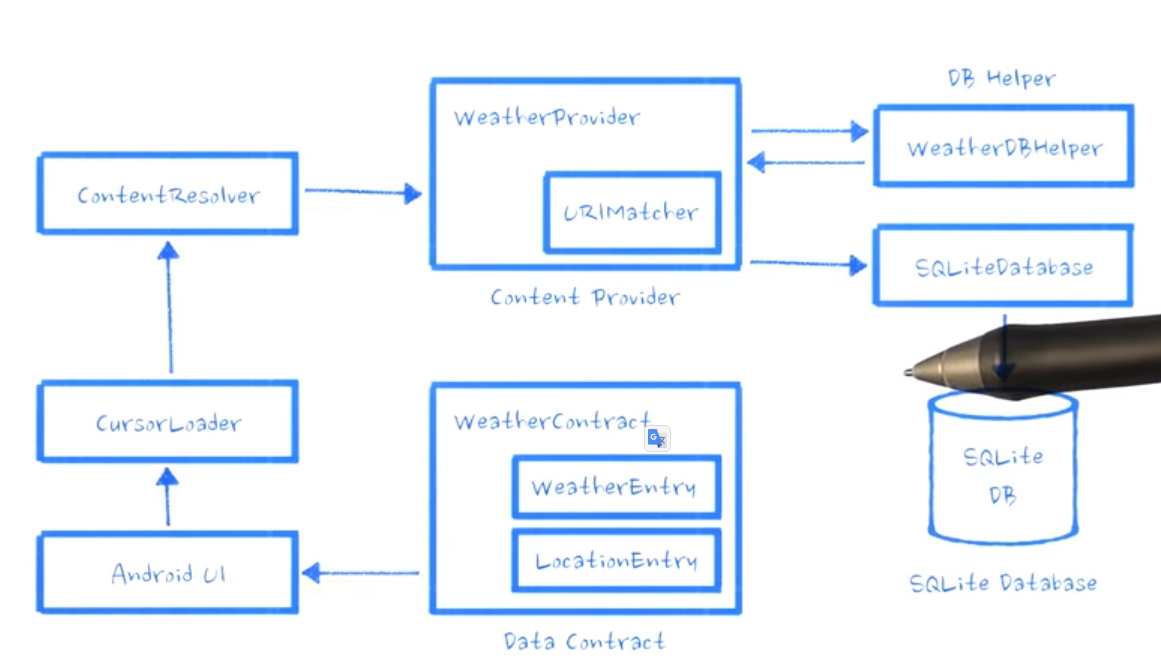 DB Helper
WeatherProvider
WeatherDBHelper
ContentResolver
URIMatcher
SQLiteDatabase
Content Provider
CursorLoader
WeatherContract
G
SQLite
DB
WeatherEntry
LocationEntry
Android UI
SQLite Database
Data Contract